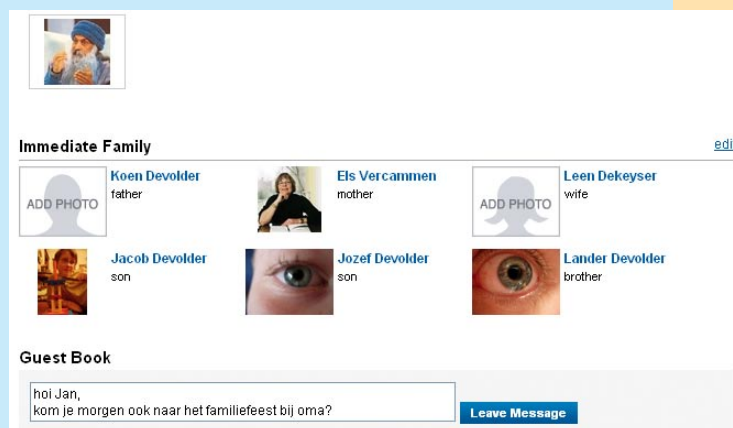 Immediate Family edi
ADD PHOTO Koen Devolder Els Vercammen ADD PHOTO Leen Dekeyser
father mother wife
Jacob Devolder Jozef Devolder Lander Devolder
son son brother
Guest Book
hoi Jan,
kom je morgen ook naar het familiefeest bij oma?
Leave Message